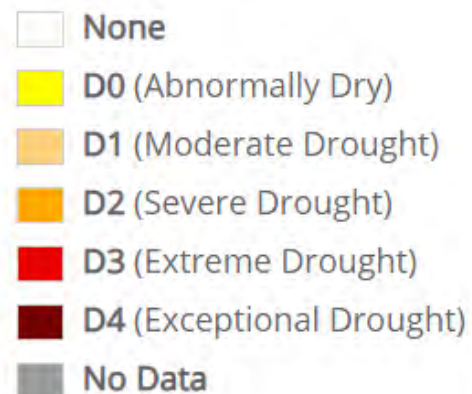 None
D0 (Abnormally Dry)
D1 (Moderate Drought)
D2 (Severe Drought)
D3 (Extreme Drought)
D4 (Exceptional Drought)
No Data